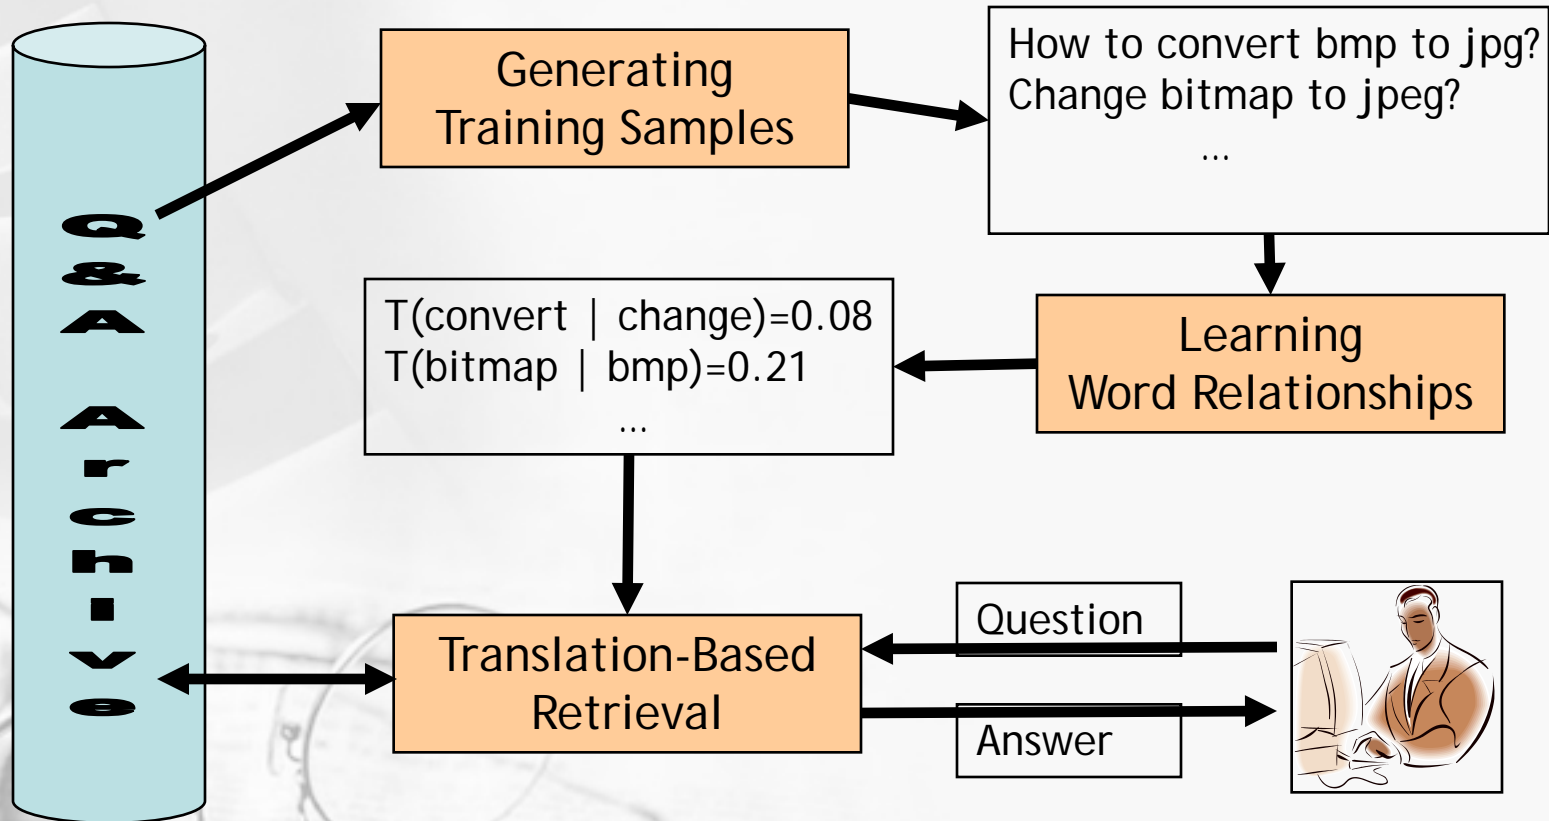 Generating
Training Samples
How to convert bmp to jpg?
Change bitmap to jpeg?
...
Q&A Archive
T(convert | change)=0.08
T(bitmap | bmp)=0.21
...
Learning
Word Relationships
Translation-Based
Retrieval
Question
Answer